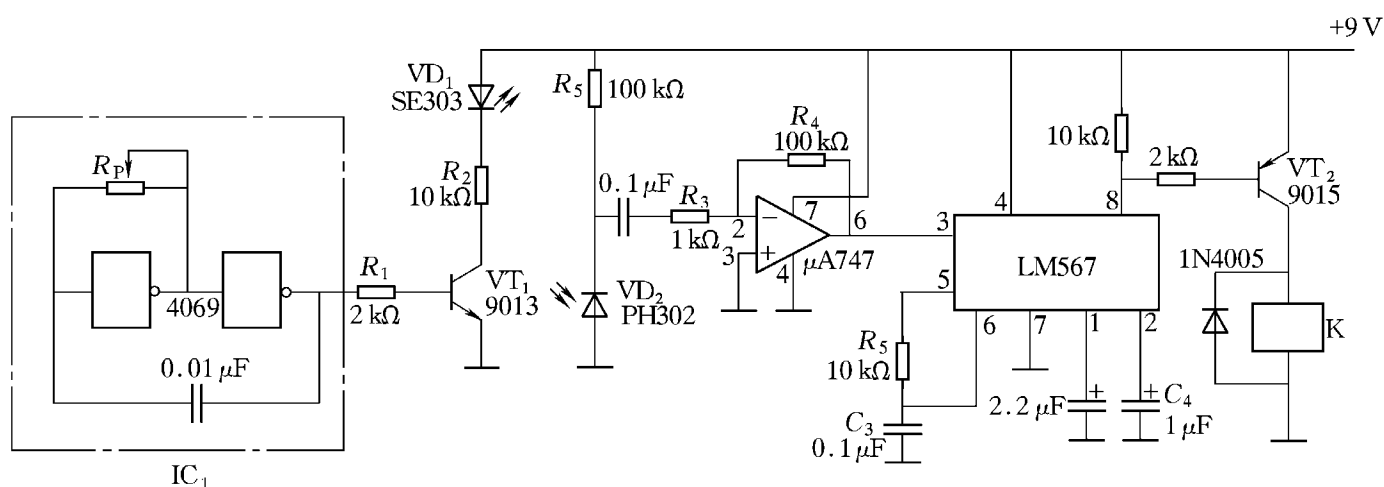 +9 V
VD₁
SE303
R₅
100 kΩ
R₄
100 kΩ
10 kΩ
2 kΩ
VT₂
9015
R_P
R₂
10 kΩ
0.1 μF
R₃
1 kΩ
2
3
7
4
6
−
+
μA747
3
4
8
LM567
5
6
7
1
2
1N4005
K
4069
R₁
2 kΩ
VT₁
9013
VD₂
PH302
0.01 μF
R₅
10 kΩ
C₃
0.1 μF
2.2 μF
+
+
C₄
1 μF
IC₁